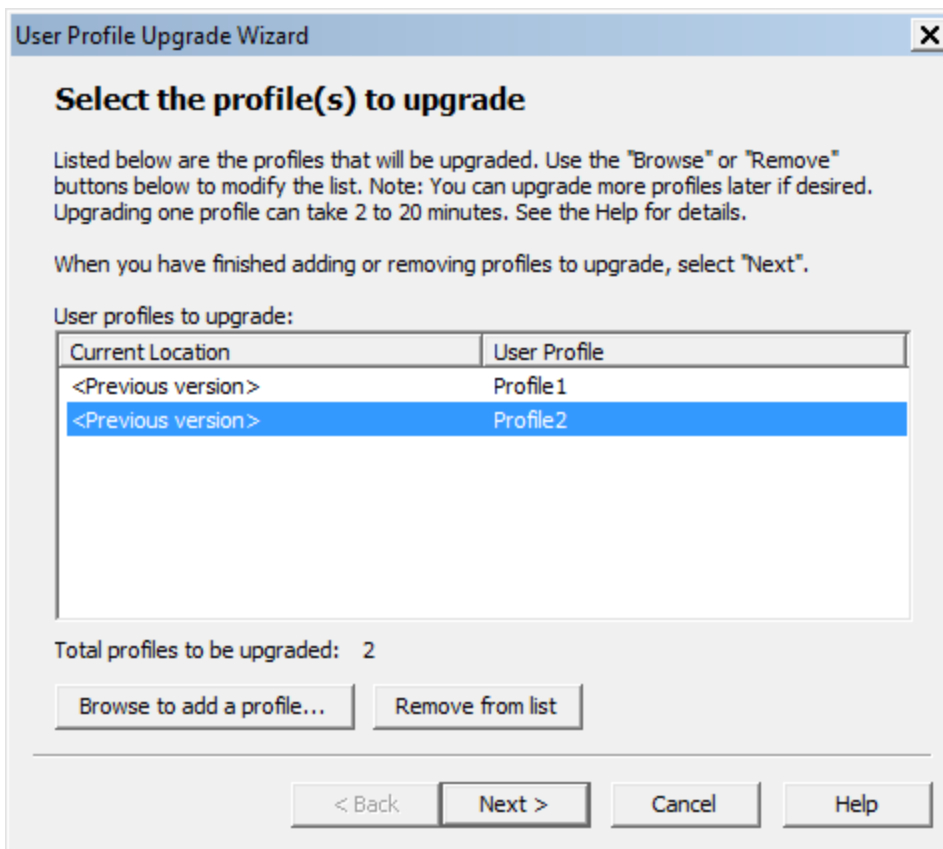 User Profile Upgrade Wizard
Select the profile(s) to upgrade
Listed below are the profiles that will be upgraded. Use the "Browse" or "Remove"
buttons below to modify the list. Note: You can upgrade more profiles later if desired.
Upgrading one profile can take 2 to 20 minutes. See the Help for details.
When you have finished adding or removing profiles to upgrade, select "Next".
User profiles to upgrade:
Current Location User Profile
<Previous version> Profile1
<Previous version> Profile2
Total profiles to be upgraded: 2
Browse to add a profile... Remove from list
< Back Next > Cancel Help